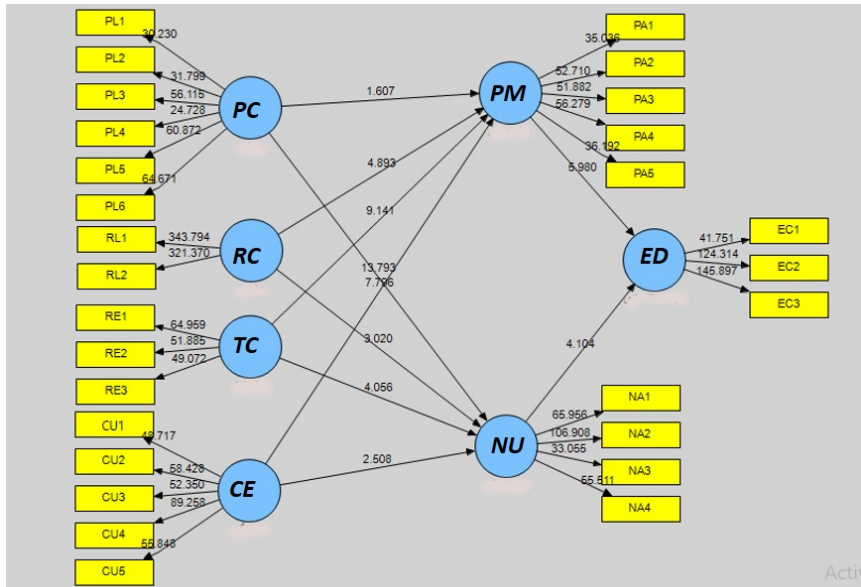 PL1
PL2
PL3
PL4
PL5
PL6
30.230
31.799
56.115
24.728
60.872
64.671
PC
RL1
RL2
343.794
321.370
RC
RE1
RE2
RE3
64.959
51.885
49.072
TC
CU1
CU2
CU3
CU4
CU5
48.717
58.428
52.350
89.258
55.848
CE
1.607
4.893
9.141
13.793
7.796
3.020
4.056
2.508
PM
35.036
52.710
51.882
56.279
36.192
PA1
PA2
PA3
PA4
PA5
5.980
4.104
ED
41.751
124.314
145.897
EC1
EC2
EC3
NU
65.956
106.908
33.055
55.511
NA1
NA2
NA3
NA4
Activ